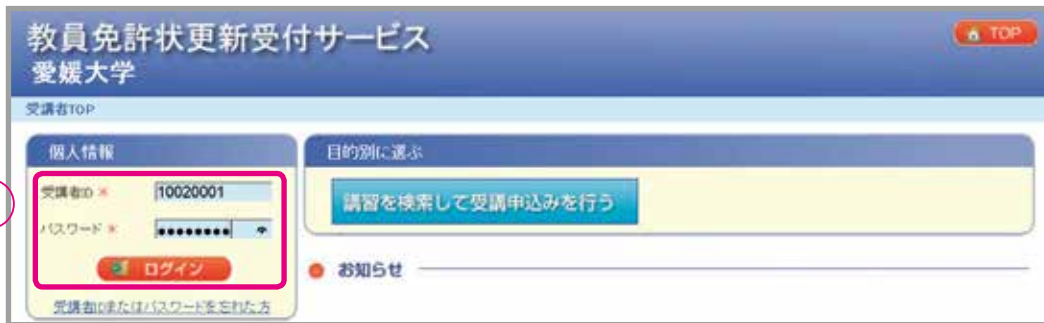 教員免許状更新受付サービス
TOP
愛媛大学
受講者TOP
個人情報
受講者ID * 10020001
パスワード * ••••••••
ログイン
受講者IDまたはパスワードを忘れた方
目的別に選ぶ
講習を検索して受講申込みを行う
お知らせ